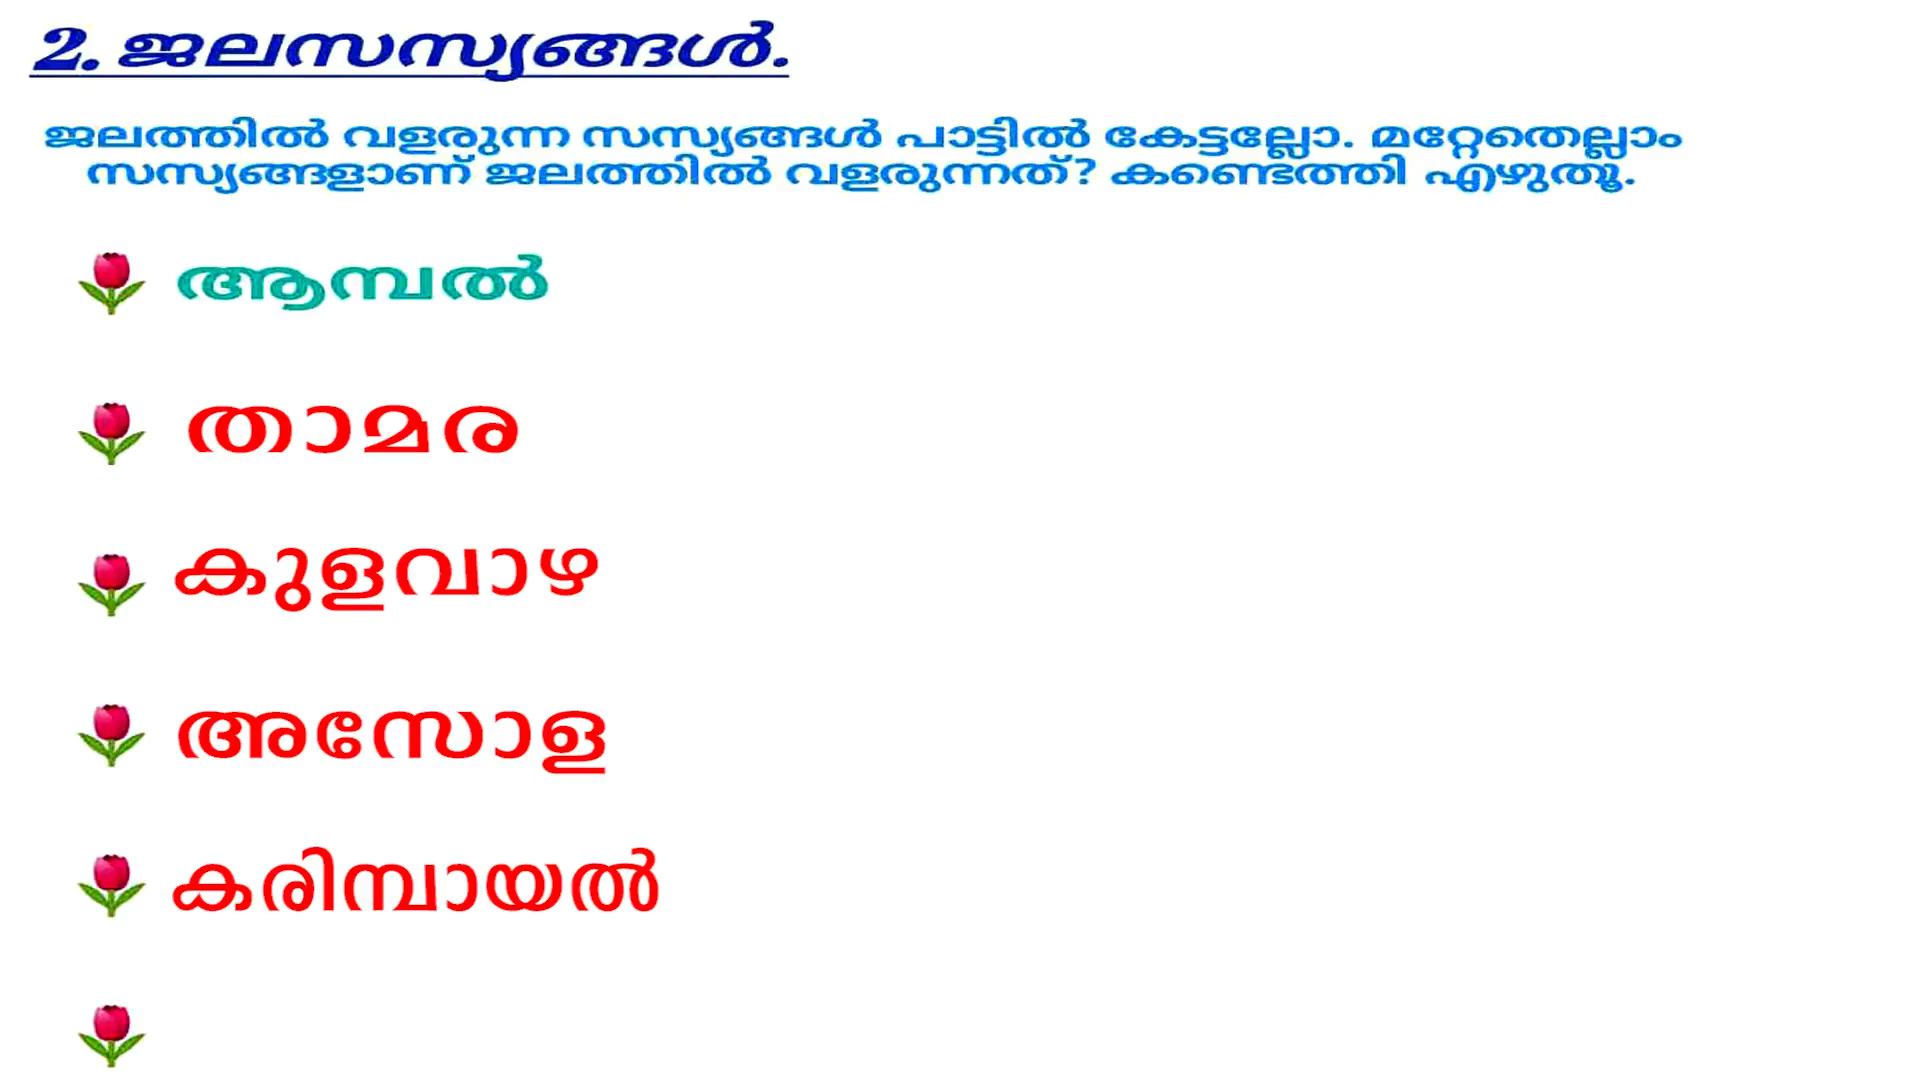 2. ജലസസ്യങ്ങൾ.
ജലത്തിൽ വളരുന്ന സസ്യങ്ങൾ പാട്ടിൽ കേട്ടല്ലോ. മറ്റേതെല്ലാം
സസ്യങ്ങളാണ് ജലത്തിൽ വളരുന്നത്? കണ്ടെത്തി എഴുതൂ.
ആമ്പൽ
താമര
കുളവാഴ
അസോള
കരിമ്പായൽ